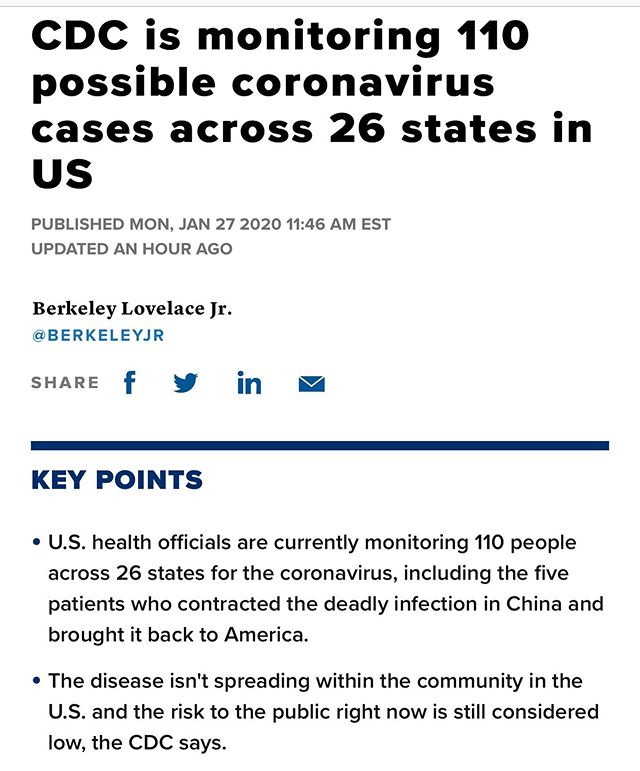 CDC is monitoring 110
possible coronavirus
cases across 26 states in
US
PUBLISHED MON, JAN 27 2020 11:46 AM EST
UPDATED AN HOUR AGO
Berkeley Lovelace Jr.
@BERKELEYJR
SHARE f in
KEY POINTS
• U.S. health officials are currently monitoring 110 people
across 26 states for the coronavirus, including the five
patients who contracted the deadly infection in China and
brought it back to America.
• The disease isn't spreading within the community in the
U.S. and the risk to the public right now is still considered
low, the CDC says.